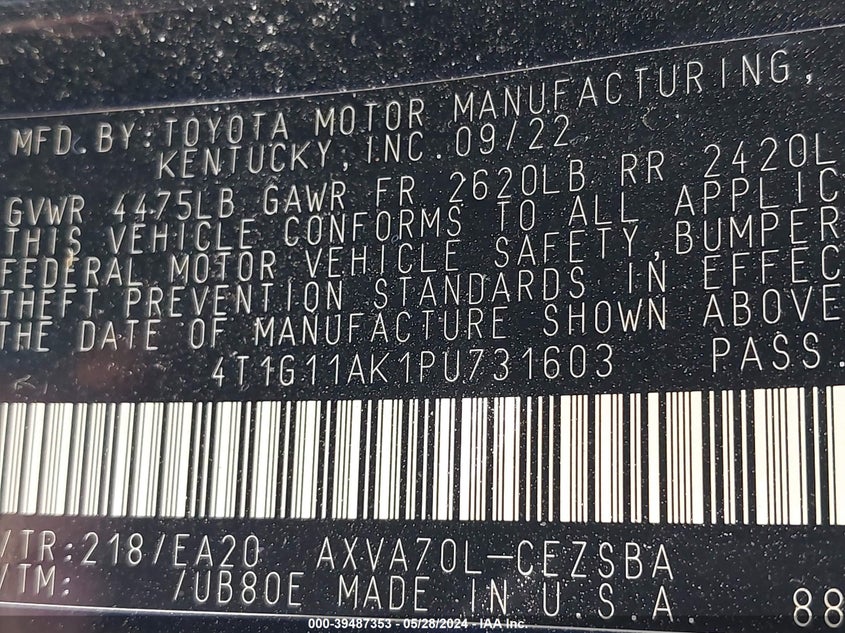 MFD. BY: TOYOTA MOTOR MANUFACTURING,
KENTUCKY, INC. 09/22
GVWR 4475LB GAWR FR 2620LB RR 2420L
THIS VEHICLE CONFORMS TO ALL APPLIC
FEDERAL MOTOR VEHICLE SAFETY, BUMPER
THEFT PREVENTION STANDARDS IN EFFEC
THE DATE OF MANUFACTURE SHOWN ABOVE
4T1G11AK1PU731603 PASS.
/TR:218/EA20 AXVA70L-CEZSBA
/TM: /UB80E MADE IN U.S.A. 88
000-39487353 - 05/28/2024 - IAA Inc.